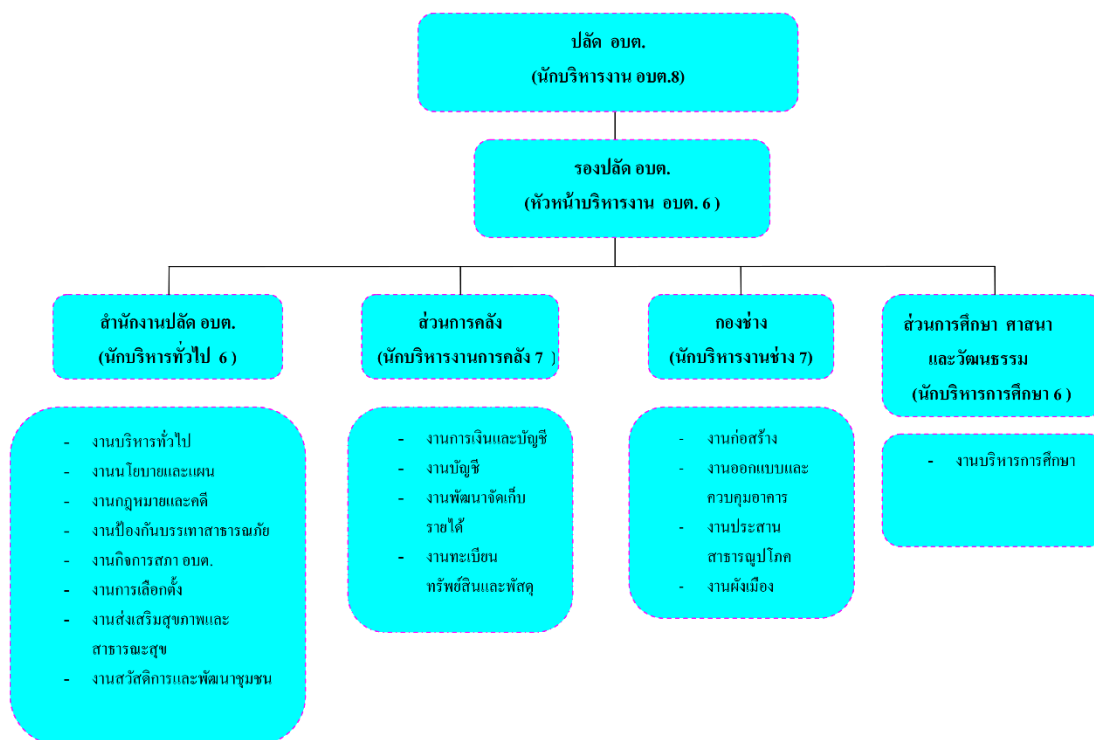 ปลัด อบต.
(นักบริหารงาน อบต.8)
รองปลัด อบต.
(หัวหน้าบริหารงาน อบต. 6 )
สำนักงานปลัด อบต.
(นักบริหารทั่วไป 6 )
ส่วนการคลัง
(นักบริหารงานการคลัง 7 )
กองช่าง
(นักบริหารงานช่าง 7)
ส่วนการศึกษา ศาสนา
และวัฒนธรรม
(นักบริหารการศึกษา 6 )
- งานบริหารทั่วไป
- งานนโยบายและแผน
- งานกฎหมายและคดี
- งานป้องกันบรรเทาสาธารณภัย
- งานกิจการสภา อบต.
- งานการเลือกตั้ง
- งานส่งเสริมสุขภาพและ
สาธารณะสุข
- งานสวัสดิการและพัฒนาชุมชน
- งานการเงินและบัญชี
- งานบัญชี
- งานพัฒนาจัดเก็บ
รายได้
- งานทะเบียน
ทรัพย์สินและพัสดุ
- งานก่อสร้าง
- งานออกแบบและ
ควบคุมอาคาร
- งานประสาน
สาธารณูปโภค
- งานผังเมือง
- งานบริหารการศึกษา